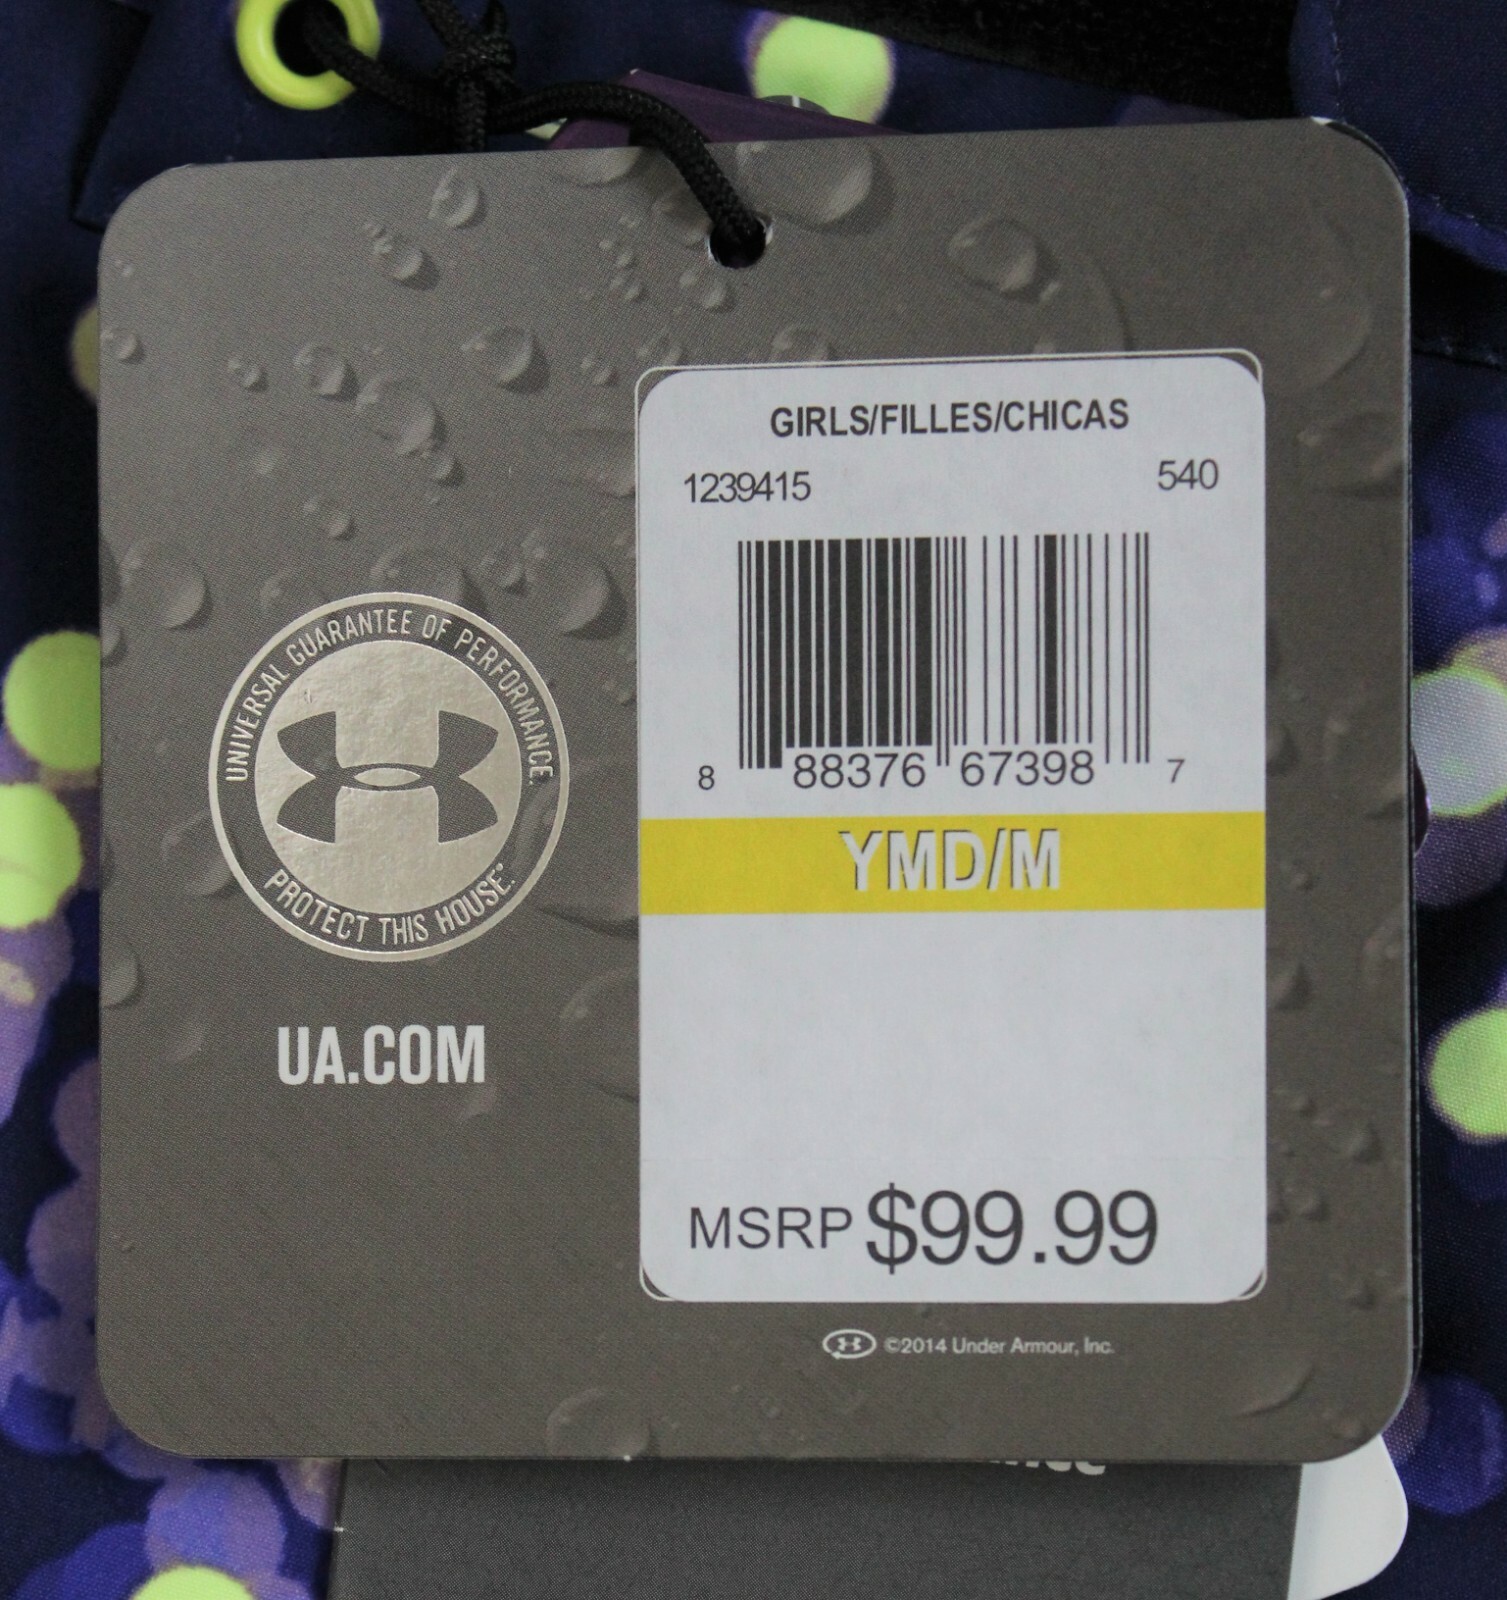 GIRLS/FILLES/CHICAS
1239415 540
8 88376 67398 7
YMD/M
UNIVERSAL GUARANTEE OF PERFORMANCE.
PROTECT THIS HOUSE.®
UA.COM
MSRP $99.99
©2014 Under Armour, Inc.